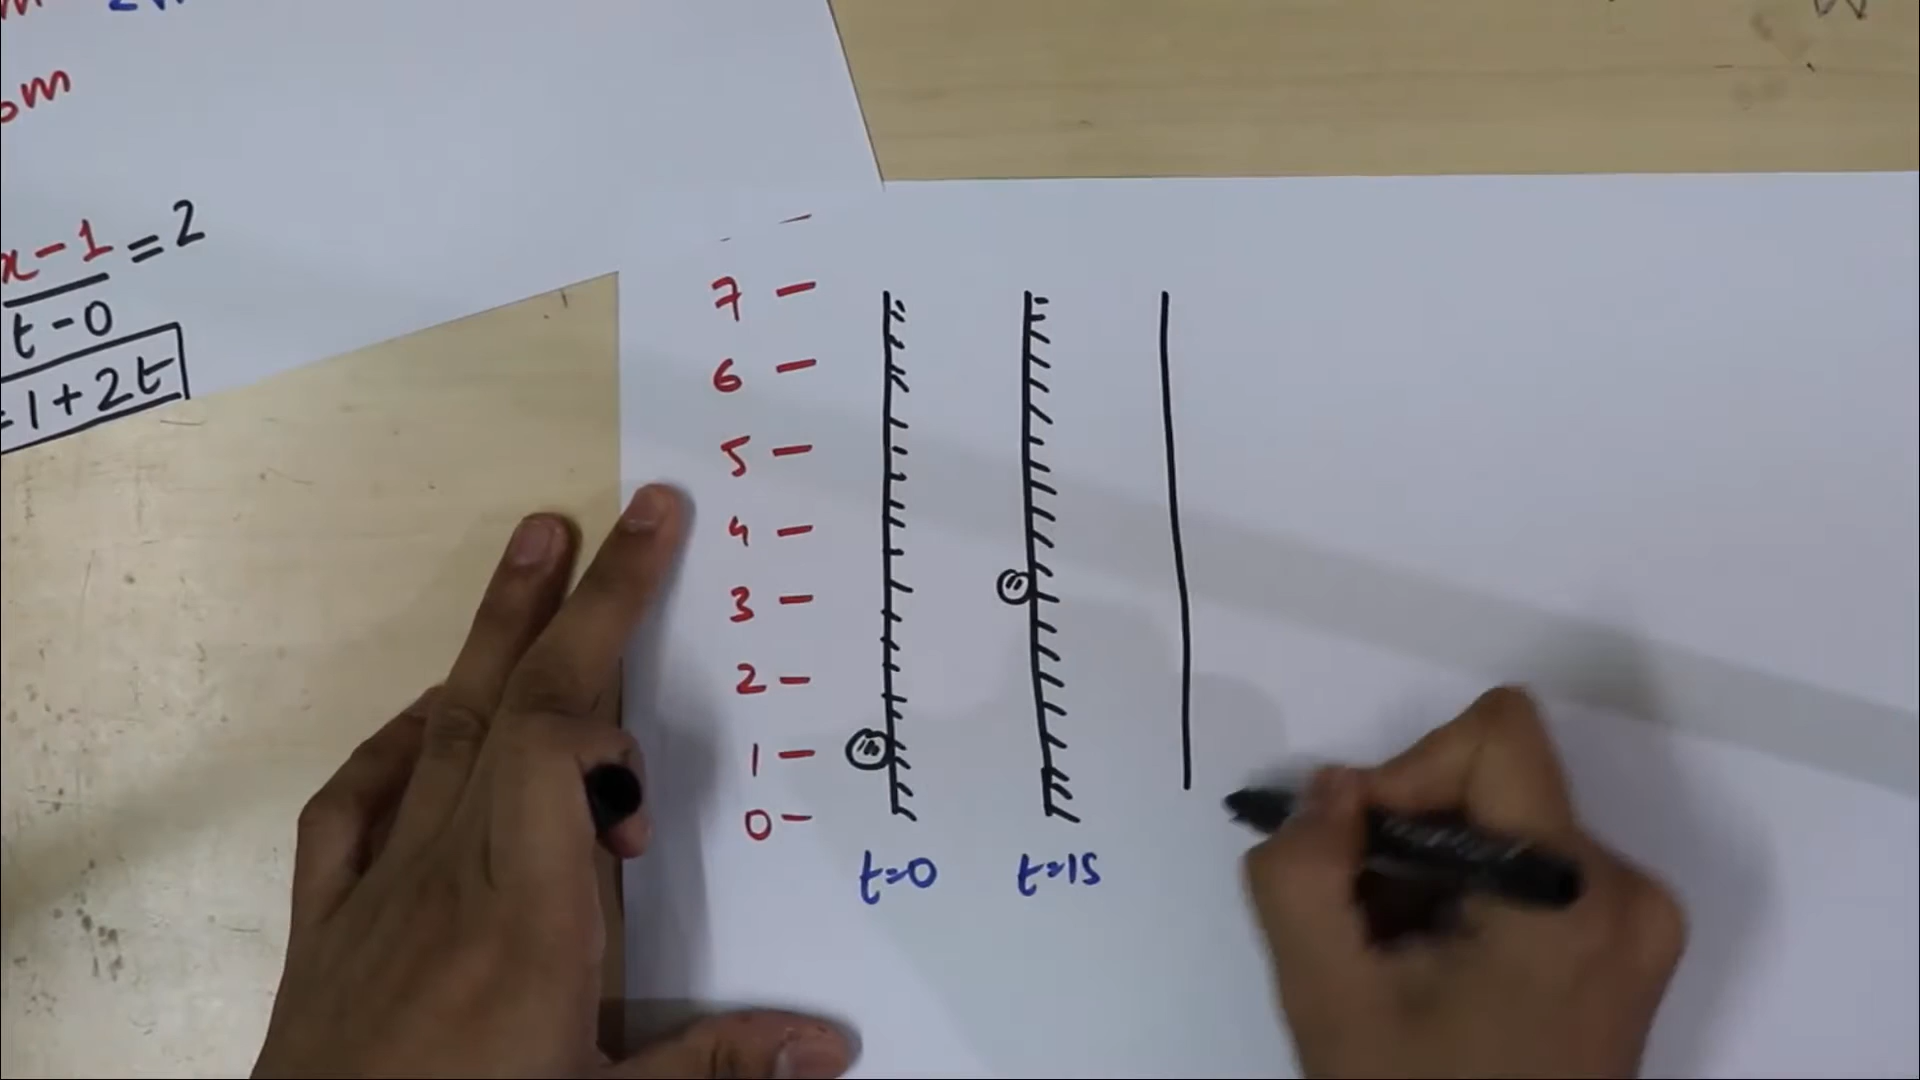 om
x-1 = 2
t-0
=1+2t
7 -
6 -
5 -
4 -
3 -
2 -
1 -
0 -
t=0
t=1s